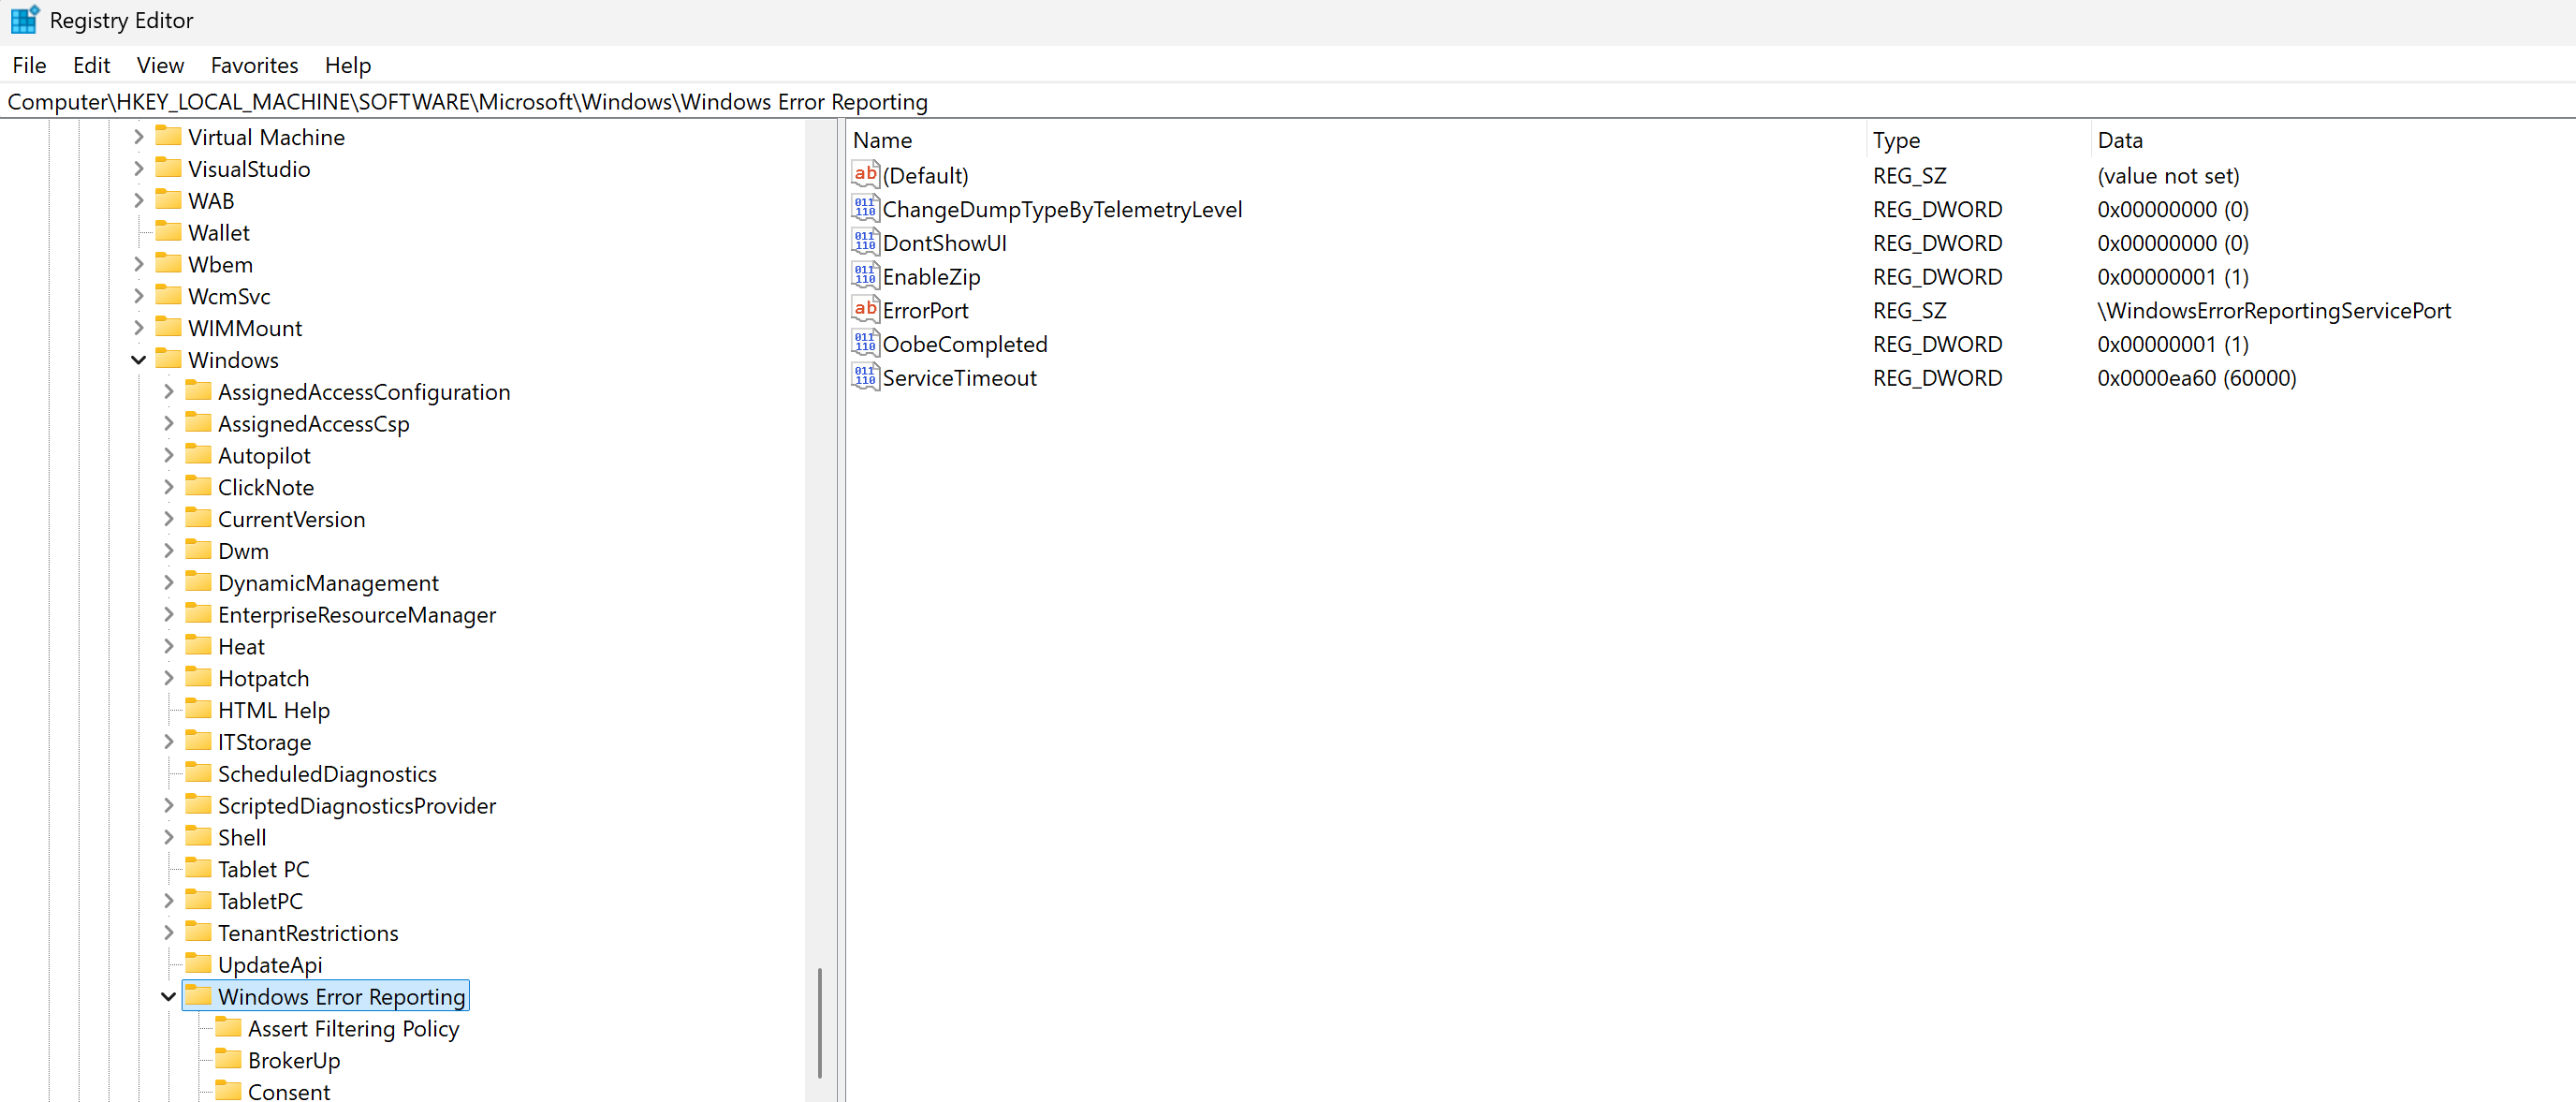 Registry Editor
File Edit View Favorites Help
Computer\HKEY_LOCAL_MACHINE\SOFTWARE\Microsoft\Windows\Windows Error Reporting
Virtual Machine
VisualStudio
WAB
Wallet
Wbem
WcmSvc
WIMMount
Windows
AssignedAccessConfiguration
AssignedAccessCsp
Autopilot
ClickNote
CurrentVersion
Dwm
DynamicManagement
EnterpriseResourceManager
Heat
Hotpatch
HTML Help
ITStorage
ScheduledDiagnostics
ScriptedDiagnosticsProvider
Shell
Tablet PC
TabletPC
TenantRestrictions
UpdateApi
Windows Error Reporting
Assert Filtering Policy
BrokerUp
Consent
Name Type Data
(Default) REG_SZ (value not set)
ChangeDumpTypeByTelemetryLevel REG_DWORD 0x00000000 (0)
DontShowUI REG_DWORD 0x00000000 (0)
EnableZip REG_DWORD 0x00000001 (1)
ErrorPort REG_SZ \WindowsErrorReportingServicePort
OobeCompleted REG_DWORD 0x00000001 (1)
ServiceTimeout REG_DWORD 0x0000ea60 (60000)